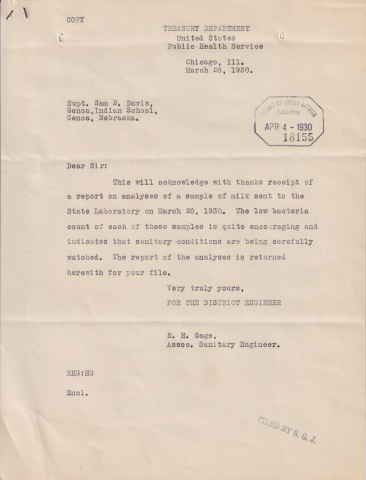 COPY
TREASURY DEPARTMENT
United States
Public Health Service
Chicago, Ill.
March 28, 1930.
Supt. Sam B. Davis,
Genoa, Indian School,
Genoa, Nebraska.
APR 4 - 1930
18155
Dear Sir:
This will acknowledge with thanks receipt of
a report on analyses of a sample of milk sent to the
State Laboratory on March 20, 1930. The low bacteria
count of each of these samples is quite encouraging and
indicates that sanitary conditions are being carefully
watched. The report of the analyses is returned
herewith for your file.
Very truly yours,
FOR THE DISTRICT ENGINEER
E. H. Gage,
Assoc. Sanitary Engineer.
EHG:HG
Encl.
FILED BY S. G. J.